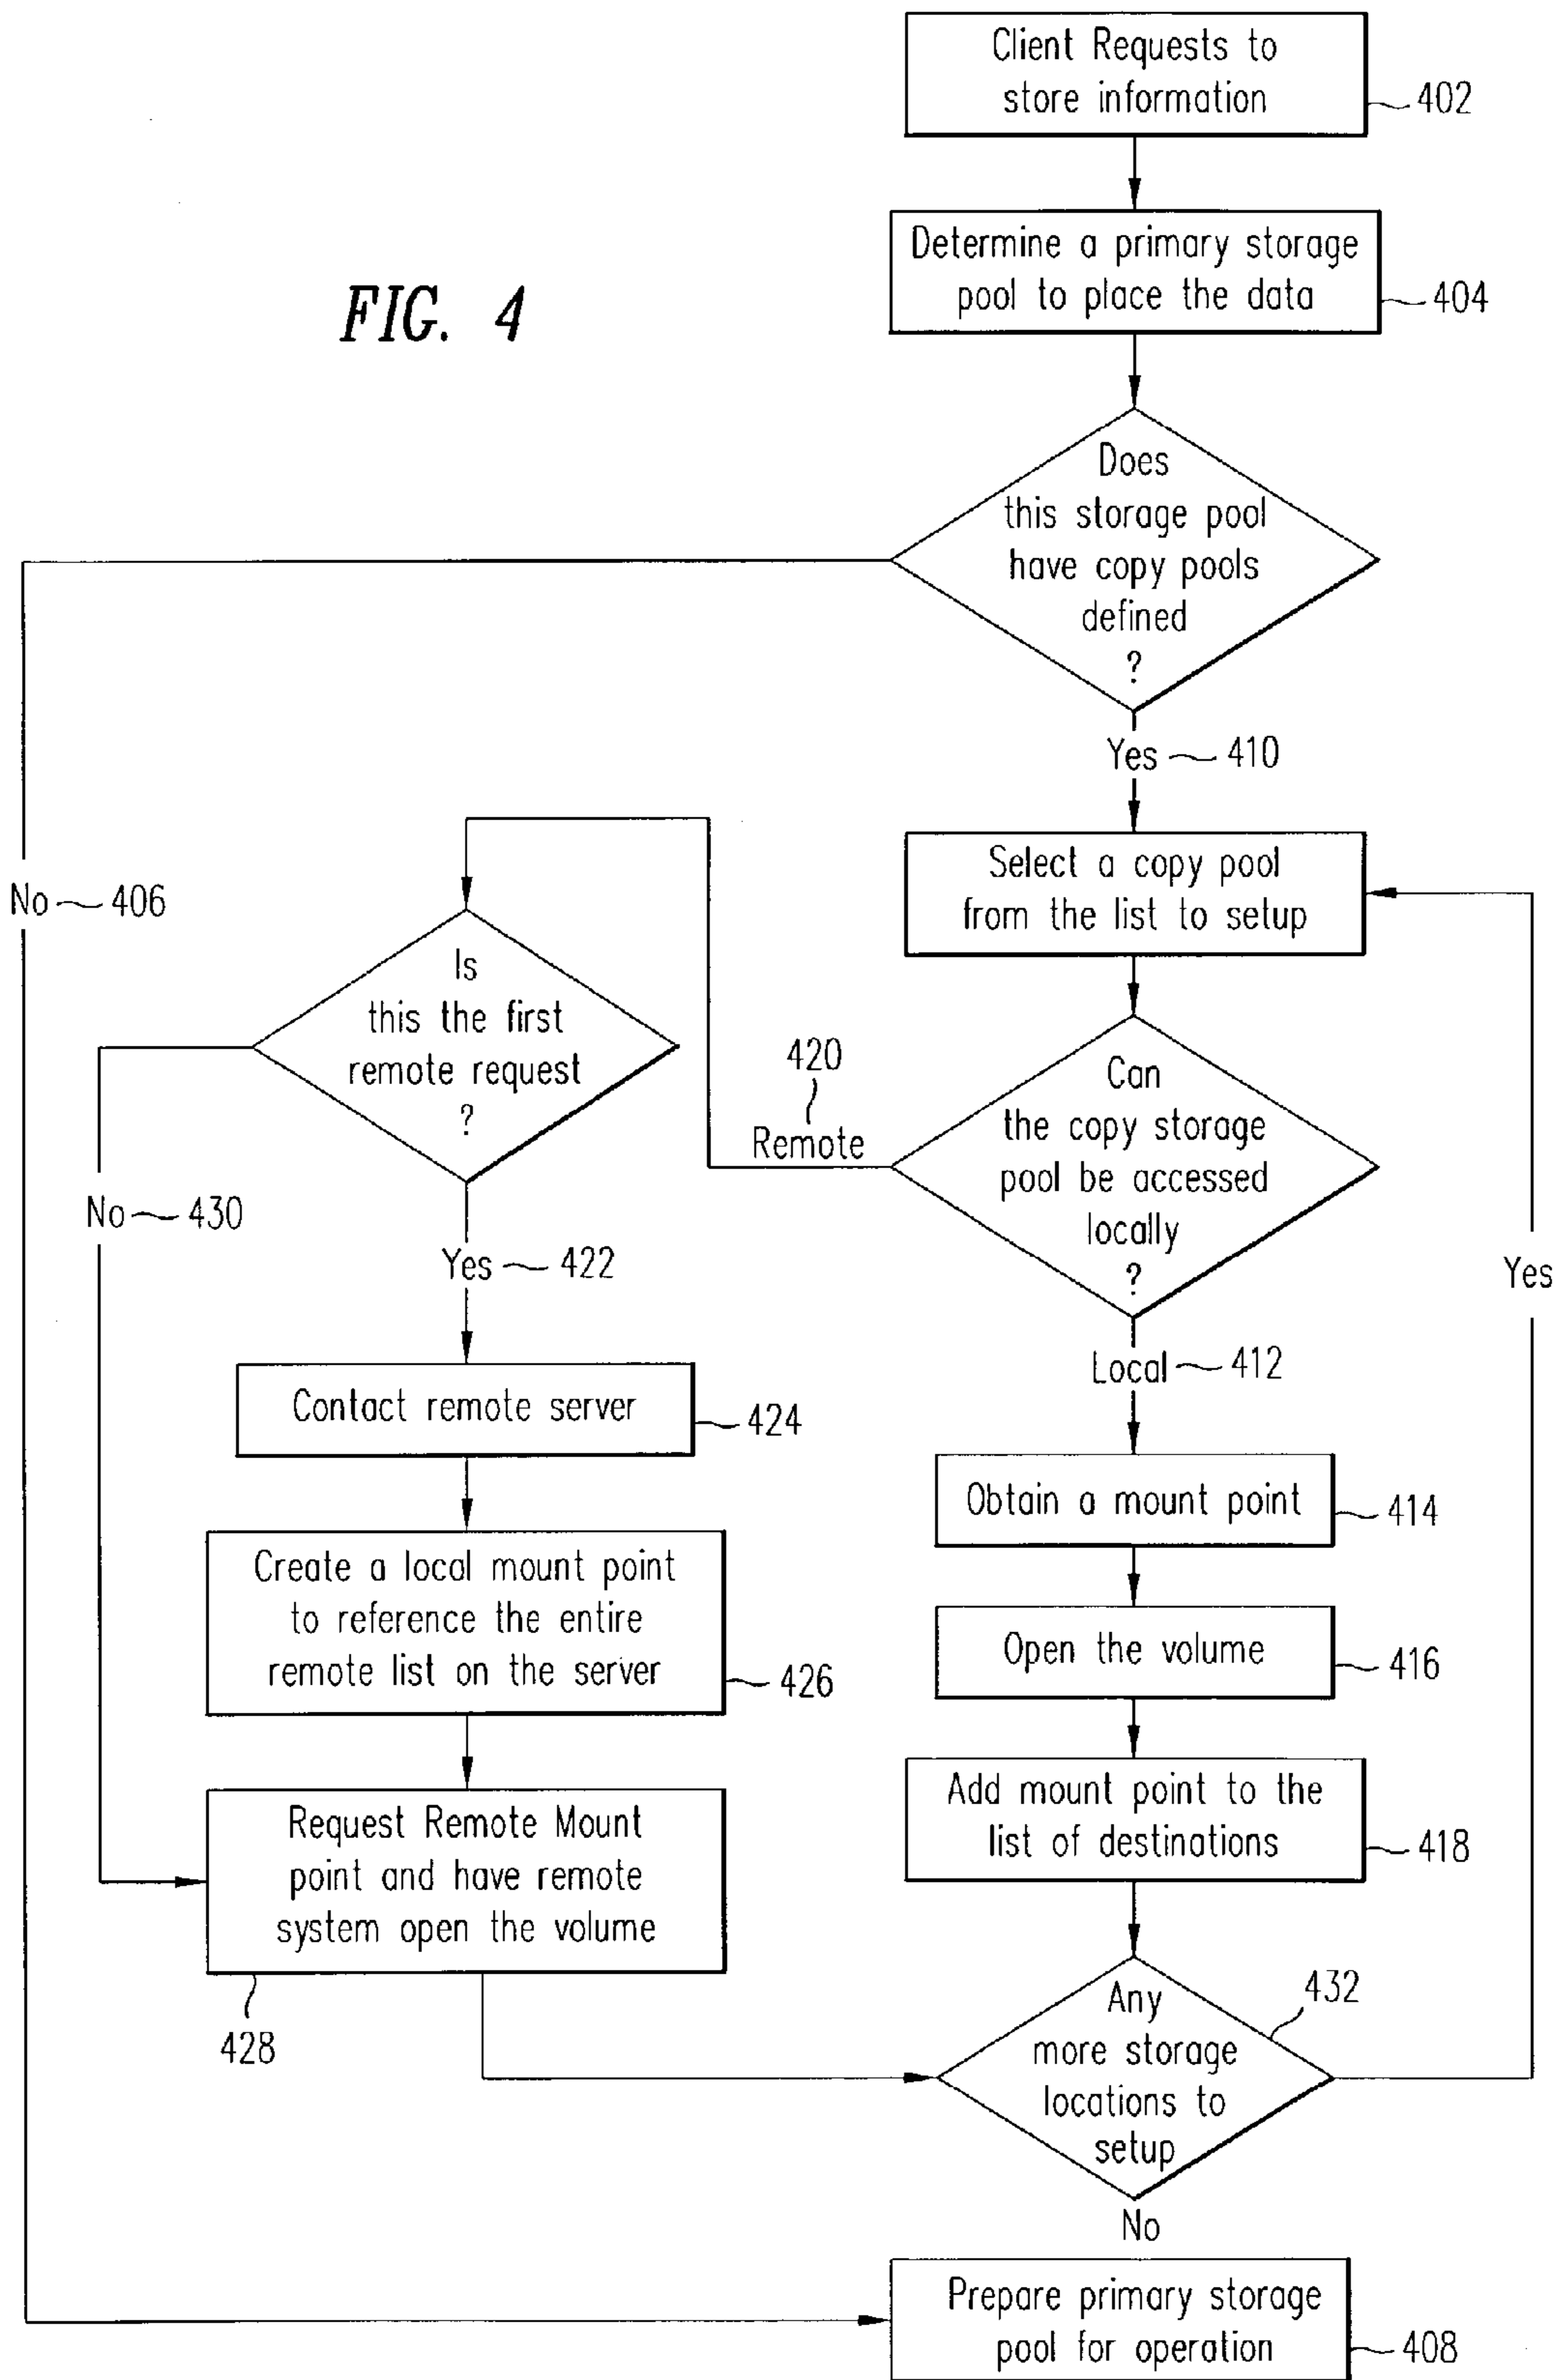 Client Requests to
store information
402
Determine a primary storage
pool to place the data
404
FIG. 4
Does
this storage pool
have copy pools
defined
?
Yes
410
No
406
Select a copy pool
from the list to setup
Is
this the first
remote request
?
420
Remote
Can
the copy storage
pool be accessed
locally
?
No
430
Yes
422
Yes
Local
412
Contact remote server
424
Obtain a mount point
414
Create a local mount point
to reference the entire
remote list on the server
426
Open the volume
416
Request Remote Mount
point and have remote
system open the volume
428
Add mount point to the
list of destinations
418
Any
more storage
locations to
setup
432
No
Prepare primary storage
pool for operation
408